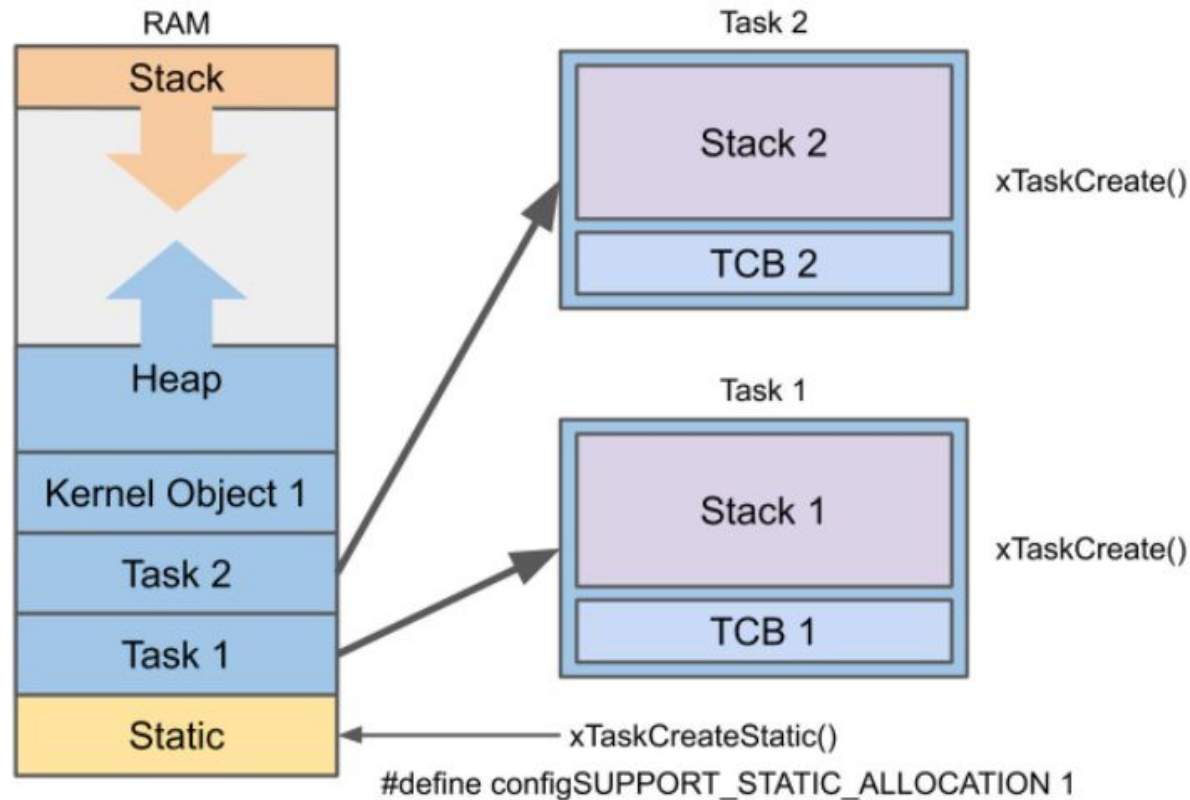 RAM
Stack
Heap
Kernel Object 1
Task 2
Task 1
Static
Task 2
Stack 2
TCB 2
xTaskCreate()
Task 1
Stack 1
TCB 1
xTaskCreate()
xTaskCreateStatic()
#define configSUPPORT_STATIC_ALLOCATION 1